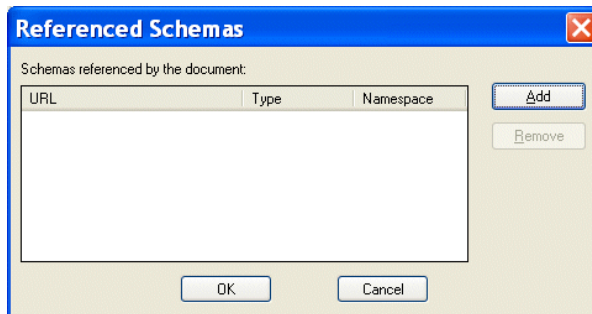 Referenced Schemas
Schemas referenced by the document:
URL Type Namespace
Add
Remove
OK Cancel